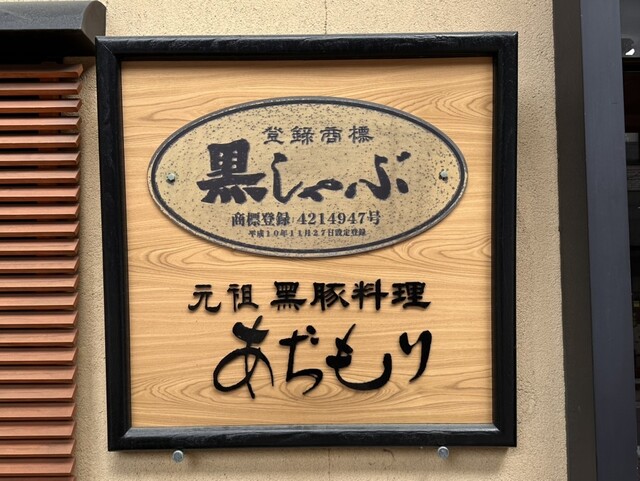 登録商標
黒しゃぶ
商標登録:4214947号
平成10年11月27日設定登録
元祖 黒豚料理
あぢもり